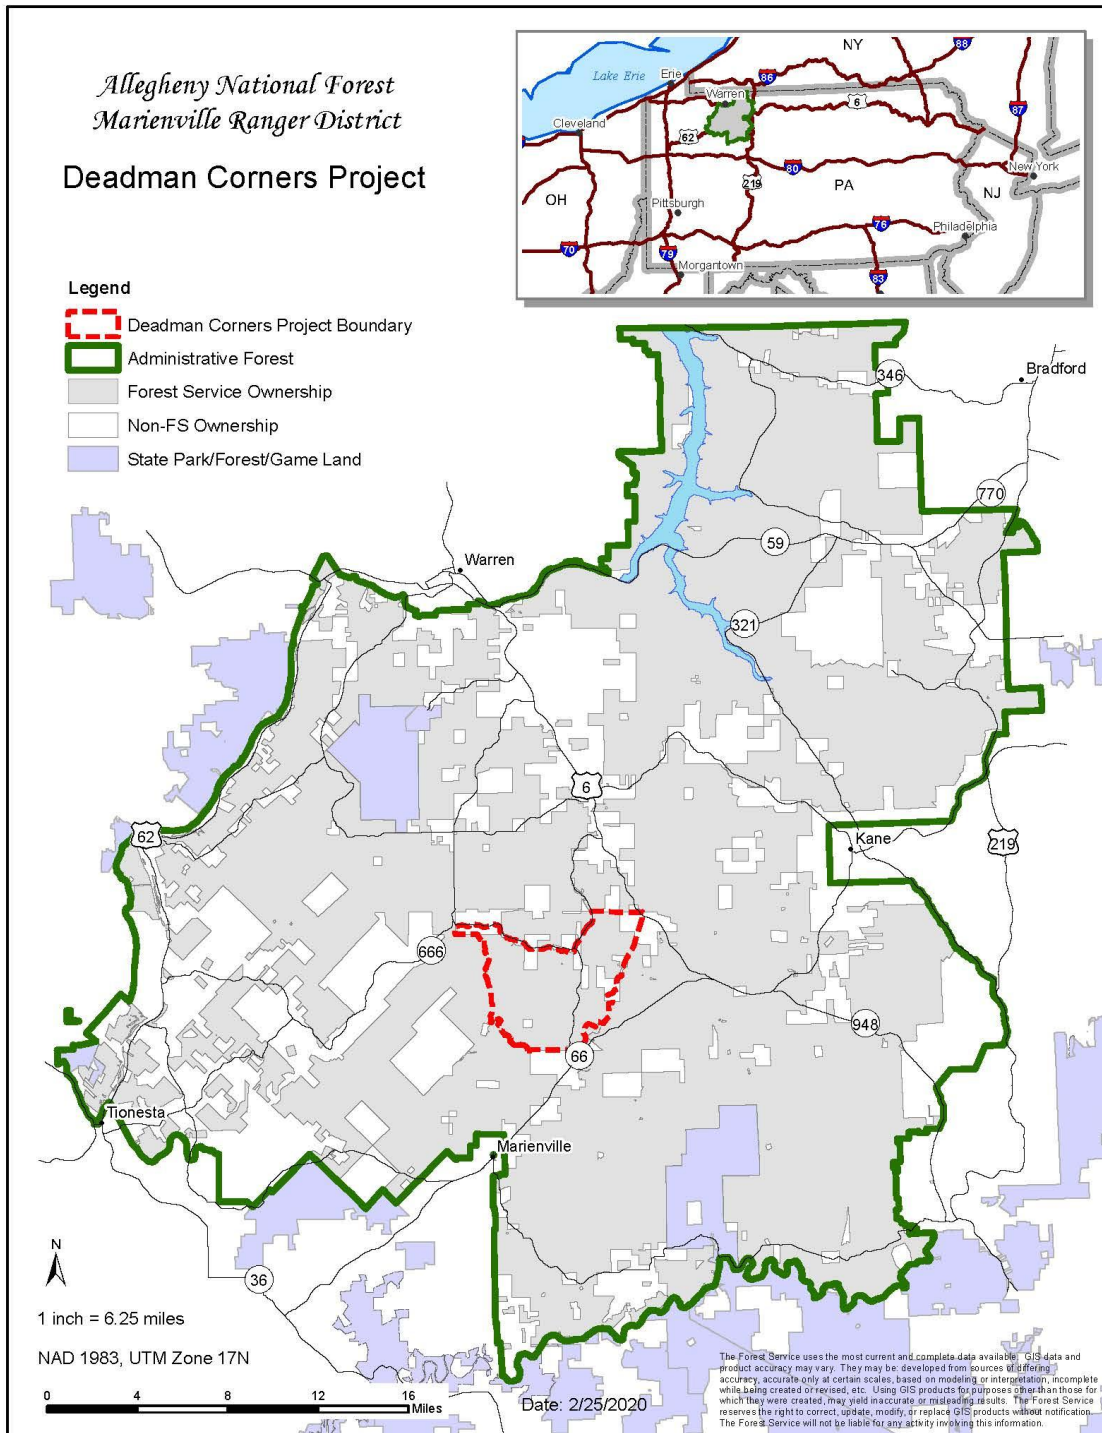 Allegheny National Forest
Marienville Ranger District
Deadman Corners Project
Legend
Deadman Corners Project Boundary
Administrative Forest
Forest Service Ownership
Non-FS Ownership
State Park/Forest/Game Land
NY
88
Lake Erie
Erie
86
Warren
6
87
Cleveland
62
80
New York
219
OH
PA
NJ
Pittsburgh
76
Philadelphia
70
79
Morgantown
83
346
Bradford
770
59
Warren
321
6
62
Kane
219
666
948
66
Tionesta
Marienville
36
N
1 inch = 6.25 miles
NAD 1983, UTM Zone 17N
0 4 8 12 16
Miles
Date: 2/25/2020
The Forest Service uses the most current and complete data available. GIS data and
product accuracy may vary. They may be: developed from sources of differing
accuracy, accurate only at certain scales, based on modeling or interpretation, incomplete
while being created or revised, etc. Using GIS products for purposes other than those for
which they were created, may yield inaccurate or misleading results. The Forest Service
reserves the right to correct, update, modify, or replace GIS products without notification.
The Forest Service will not be liable for any activity involving this information.